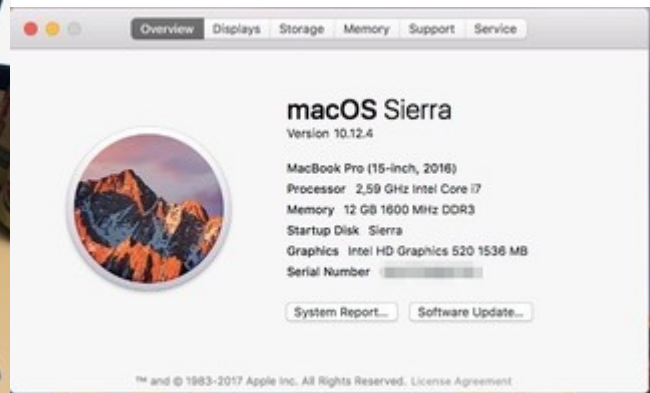 Overview Displays Storage Memory Support Service
macOS Sierra
Version 10.12.4
MacBook Pro (15-inch, 2016)
Processor 2,59 GHz Intel Core i7
Memory 12 GB 1600 MHz DDR3
Startup Disk Sierra
Graphics Intel HD Graphics 520 1536 MB
Serial Number
System Report... Software Update...
™ and © 1983-2017 Apple Inc. All Rights Reserved. License Agreement